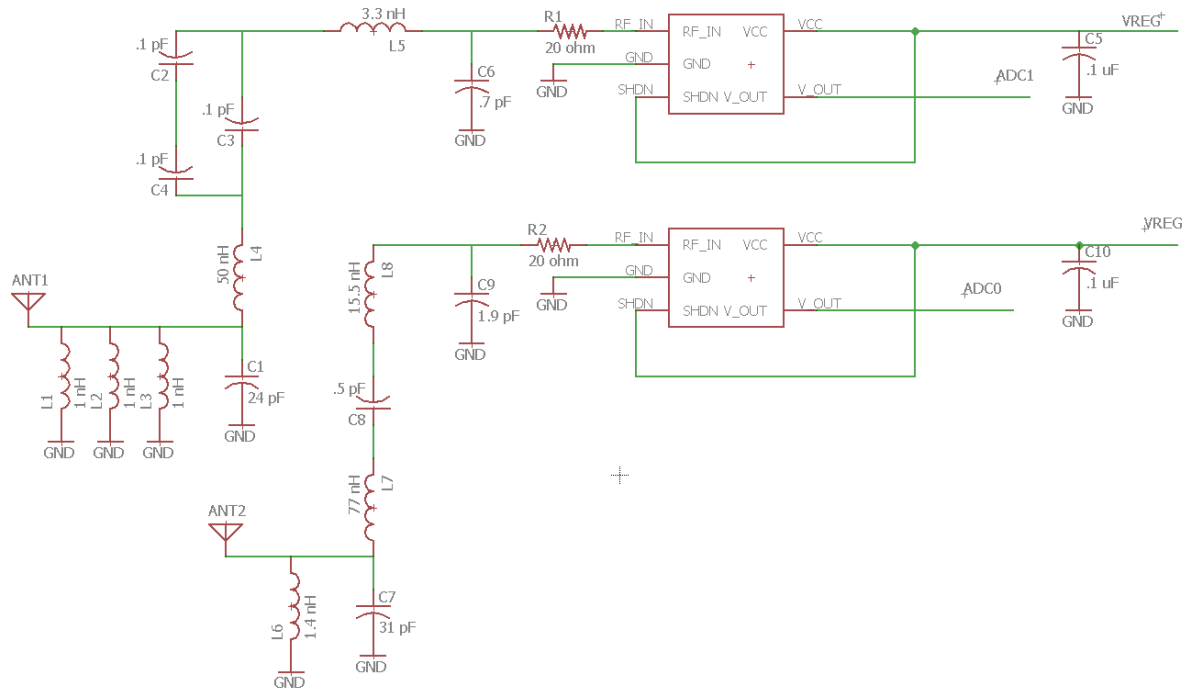 3.3 nH
L5
R1
20 ohm
RF_IN
RF_IN
VCC
VCC
VREG
GND
GND
GND
SHDN
SHDN
V_OUT
V_OUT
ADC1
C5
.1 uF
GND
.1 pF
C2
.1 pF
C3
.1 pF
C4
C6
.7 pF
GND
50 nH
L4
ANT1
L1
1 nH
GND
L2
1 nH
GND
L3
1 nH
GND
C1
24 pF
GND
15.5 nH
L8
R2
20 ohm
RF_IN
RF_IN
VCC
VCC
VREG
GND
GND
GND
SHDN
SHDN
V_OUT
V_OUT
ADC0
C10
.1 uF
GND
C9
1.9 pF
GND
.5 pF
C8
77 nH
L7
ANT2
L6
1.4 nH
GND
C7
31 pF
GND